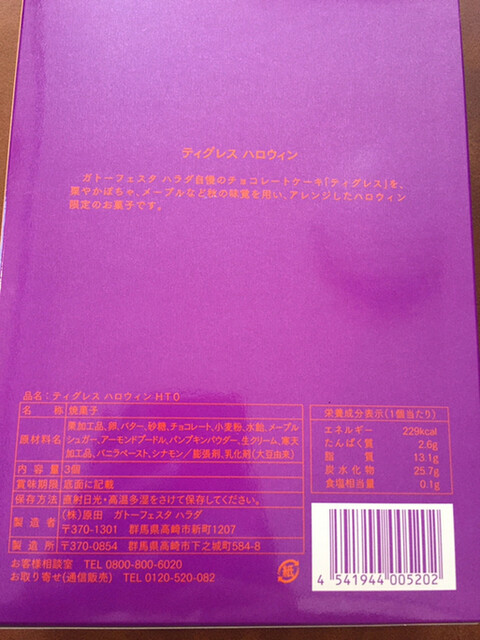 ティグレス ハロウィン
ガトーフェスタ ハラダ自慢のチョコレートケーキ「ティグレス」を、
栗やかぼちゃ、メープルなど秋の味覚を用い、アレンジしたハロウィン
限定のお菓子です。
品名：ティグレス ハロウィン H T 0
名 称 焼菓子
原材料名 栗加工品、卵、バター、砂糖、チョコレート、小麦粉、水飴、メープル
シュガー、アーモンドプードル、パンプキンパウダー、生クリーム、寒天
加工品、バニラペースト、シナモン／膨張剤、乳化剤(大豆由来)
内 容 量 3個
賞味期限 底面に記載
保存方法 直射日光・高温多湿をさけて保存してください。
製 造 者 (株)原田 ガトーフェスタ ハラダ
〒370-1301 群馬県高崎市新町1207
製 造 所 〒370-0854 群馬県高崎市下之城町584-8
お客様相談室 TEL 0800-800-6020
お取り寄せ(通信販売) TEL 0120-520-082
栄養成分表示(1個当たり)
エネルギー 229kcal
たんぱく質 2.6g
脂 質 13.1g
炭水化物 25.7g
食塩相当量 0.1g
紙
4 541944 005202